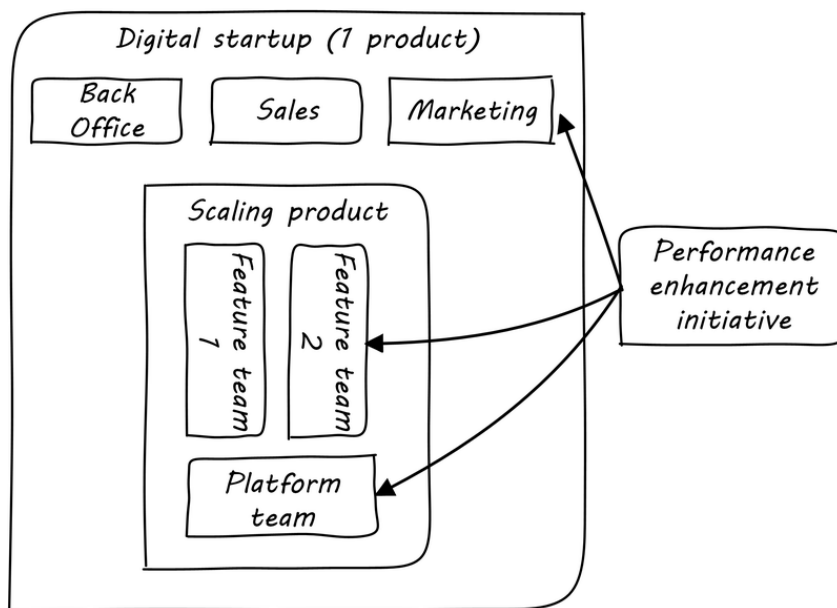 Digital startup (1 product)
Back
Office
Sales
Marketing
Scaling product
Feature team
1
Feature team
2
Platform
team
Performance
enhancement
initiative